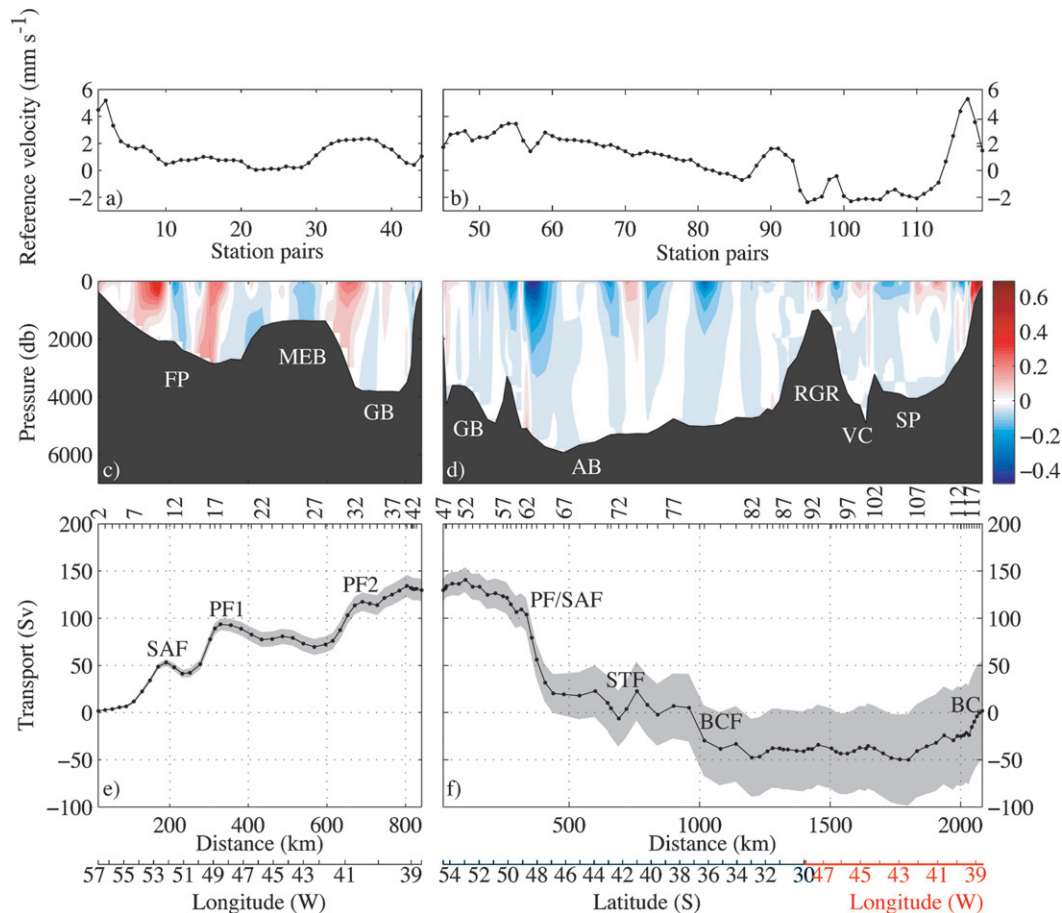 Reference velocity (mm s⁻¹)
6
4
2
0
−2
a)
10 20 30 40
Station pairs
b)
50 60 70 80 90 100 110
Station pairs
6
4
2
0
−2
Pressure (db)
0
2000
4000
6000
c)
FP
MEB
GB
d)
GB
AB
RGR
VC
SP
0.6
0.4
0.2
0
−0.2
−0.4
2 7 12 17 22 27 32 37 42
47 52 57 62 67 72 77 82 87 92 97 102 107 112 117
Transport (Sv)
200
150
100
50
0
−50
−100
e)
SAF
PF1
PF2
200 400 600 800
Distance (km)
f)
PF/SAF
STF
BCF
BC
500 1000 1500 2000
Distance (km)
200
150
100
50
0
−50
−100
57 55 53 51 49 47 44 41 39
Longitude (W)
54 52 50 48 46 44 42 40 38 36 34 32 30
Latitude (S)
47 45 43 41 39
Longitude (W)